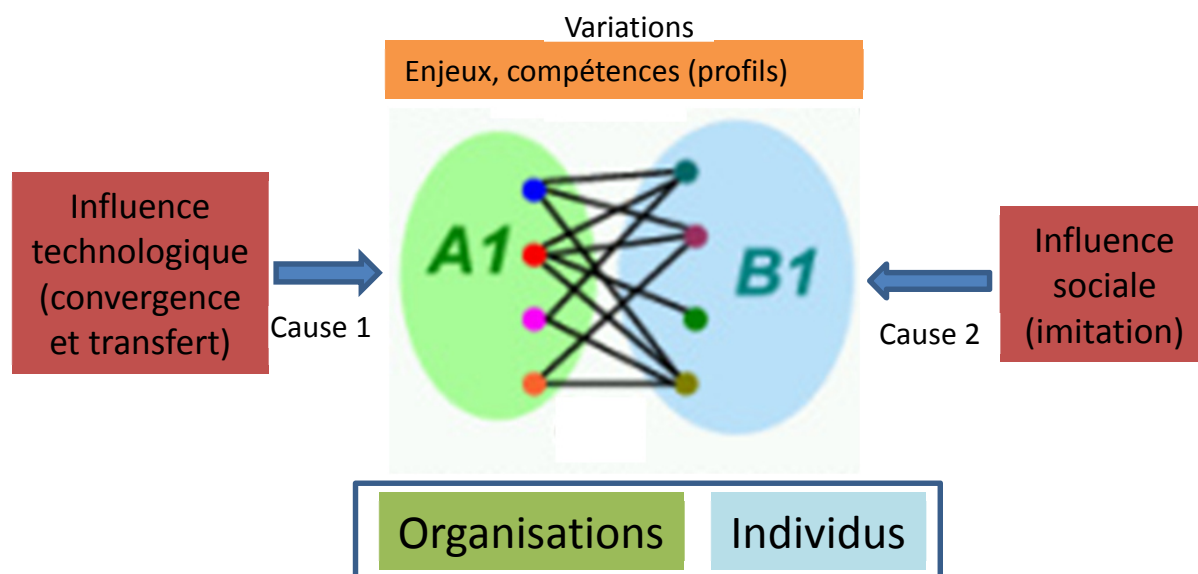 Variations
Enjeux, compétences (profils)
Influence
technologique
(convergence
et transfert)
Cause 1
A1
B1
Cause 2
Influence
sociale
(imitation)
Organisations
Individus